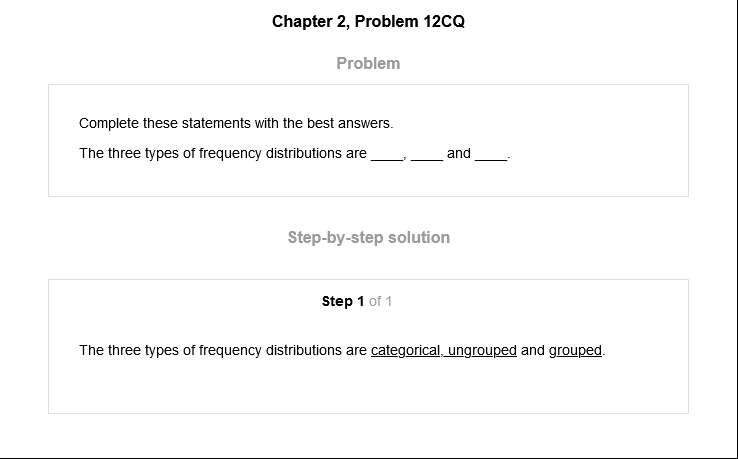 Chapter 2, Problem 12CQ
Problem
Complete these statements with the best answers.
The three types of frequency distributions are ____, ____ and ____.
Step-by-step solution
Step 1 of 1
The three types of frequency distributions are categorical, ungrouped and grouped.